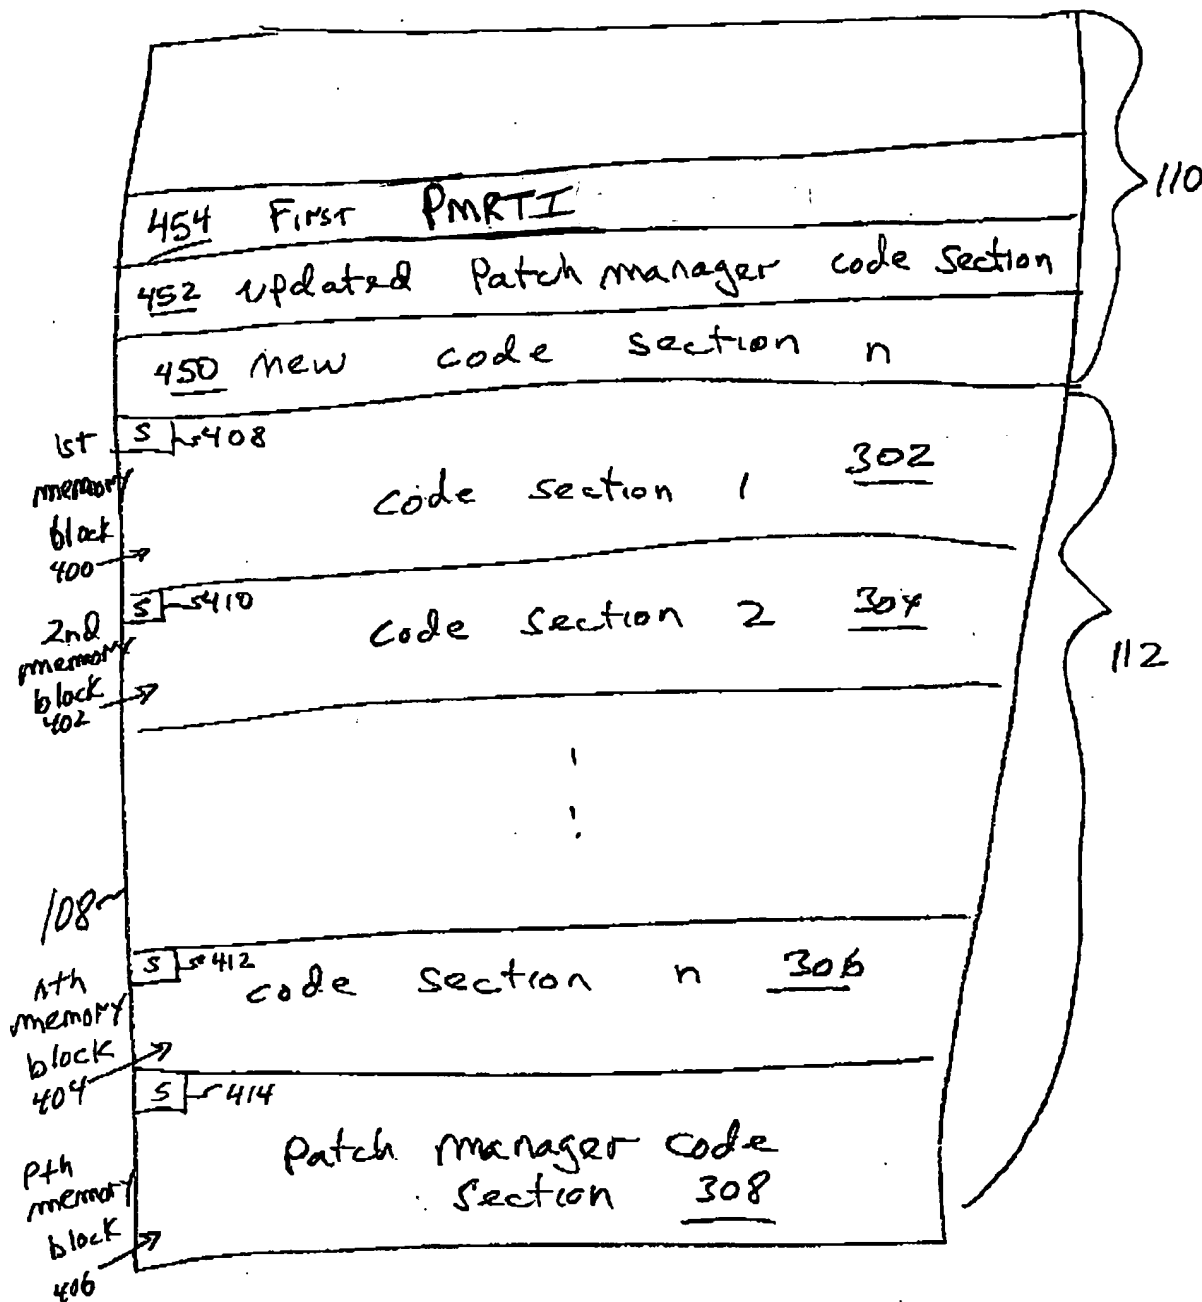 110
454 First PMRTI
452 updated Patch manager code section
450 new code section n
1st memory block 400
S 408
code section 1 302
2nd memory block 402
S 410
code section 2 304
112
108
nth memory block 404
S 412
code section n 306
pth memory block 406
S 414
Patch manager code section 308